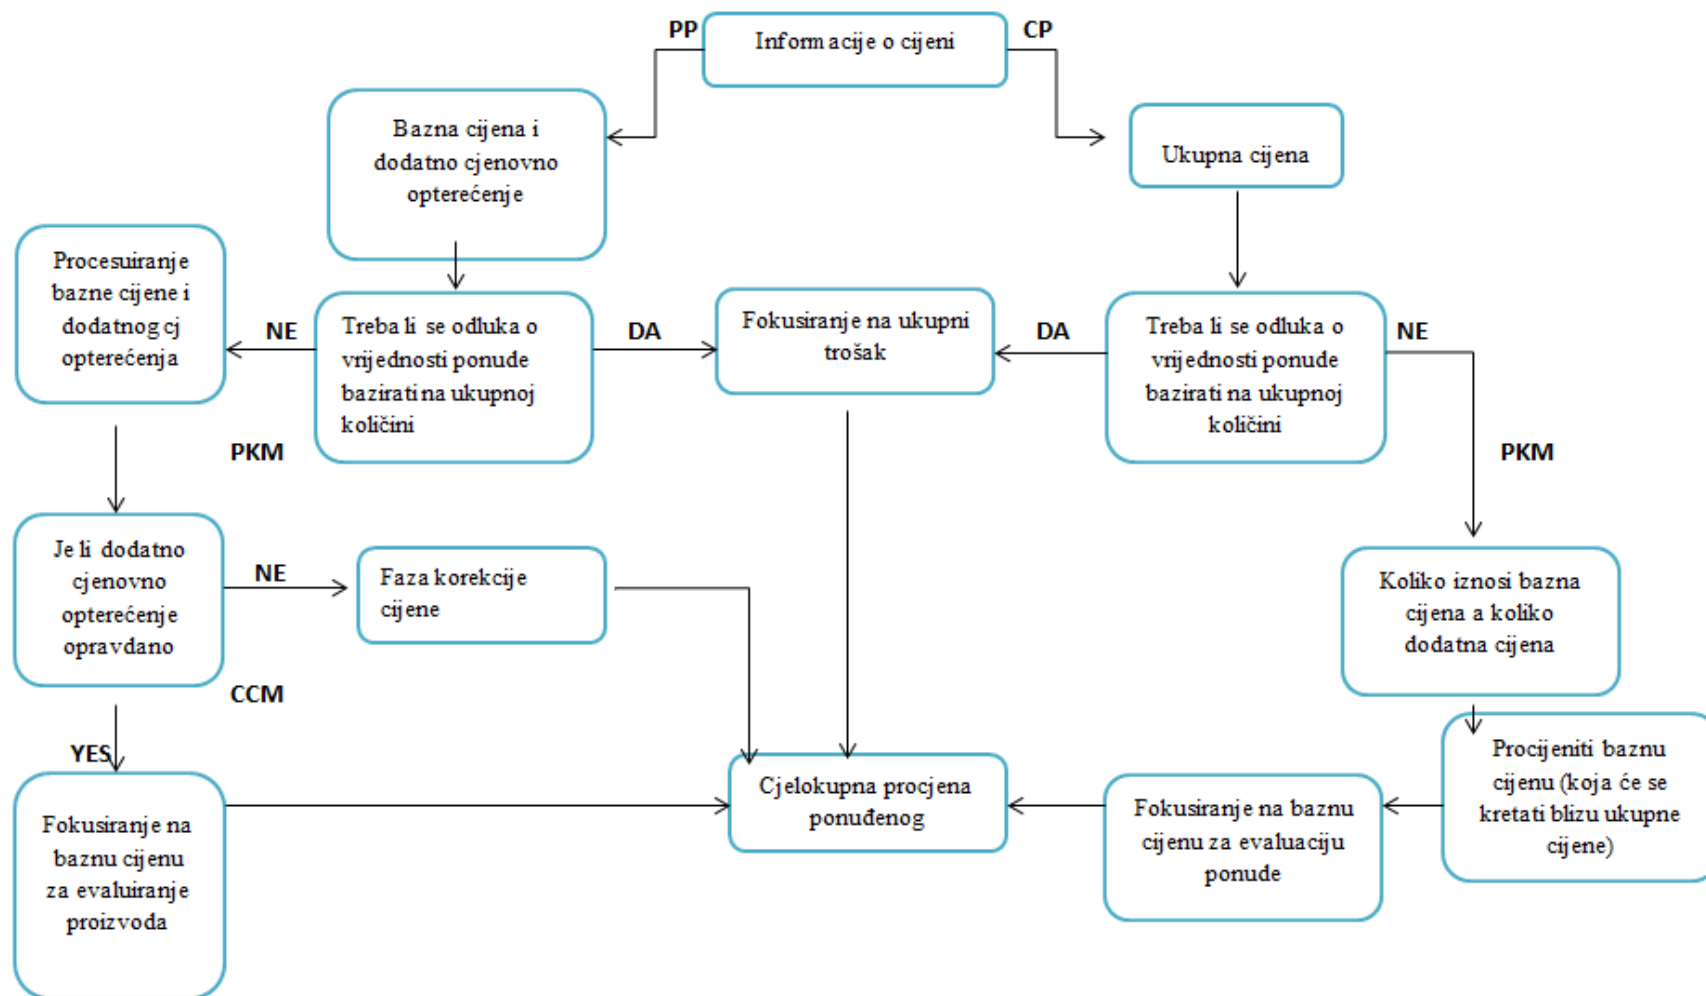 PP
Informacije o cijeni
CP
Bazna cijena i
dodatno cjenovno
opterećenje
Ukupna cijena
Procesuiranje
bazne cijene i
dodatnog cj
opterećenja
NE
Treba li se odluka o
vrijednosti ponude
bazirati na ukupnoj
količini
DA
Fokusiranje na ukupni
trošak
DA
Treba li se odluka o
vrijednosti ponude
bazirati na ukupnoj
količini
NE
PKM
PKM
Je li dodatno
cjenovno
opterećenje
opravdano
NE
Faza korekcije
cijene
Koliko iznosi bazna
cijena a koliko
dodatna cijena
CCM
YES
Fokusiranje na
baznu cijenu
za evaluiranje
proizvoda
Cjelokupna procjena
ponuđenog
Fokusiranje na baznu
cijenu za evaluaciju
ponude
Procijeniti baznu
cijenu (koja će se
kretati blizu ukupne
cijene)